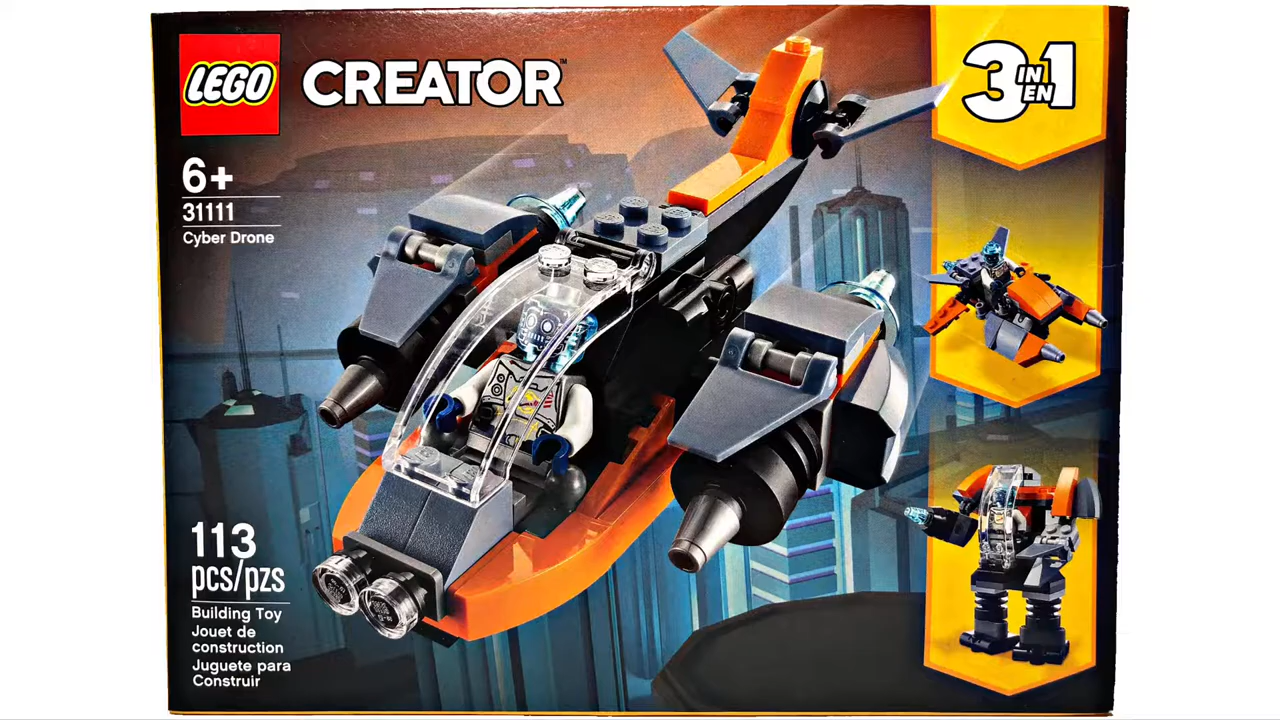 LEGO
CREATOR™
3 IN EN 1
6+
31111
Cyber Drone
113
pcs/pzs
Building Toy
Jouet de
construction
Juguete para
Construir